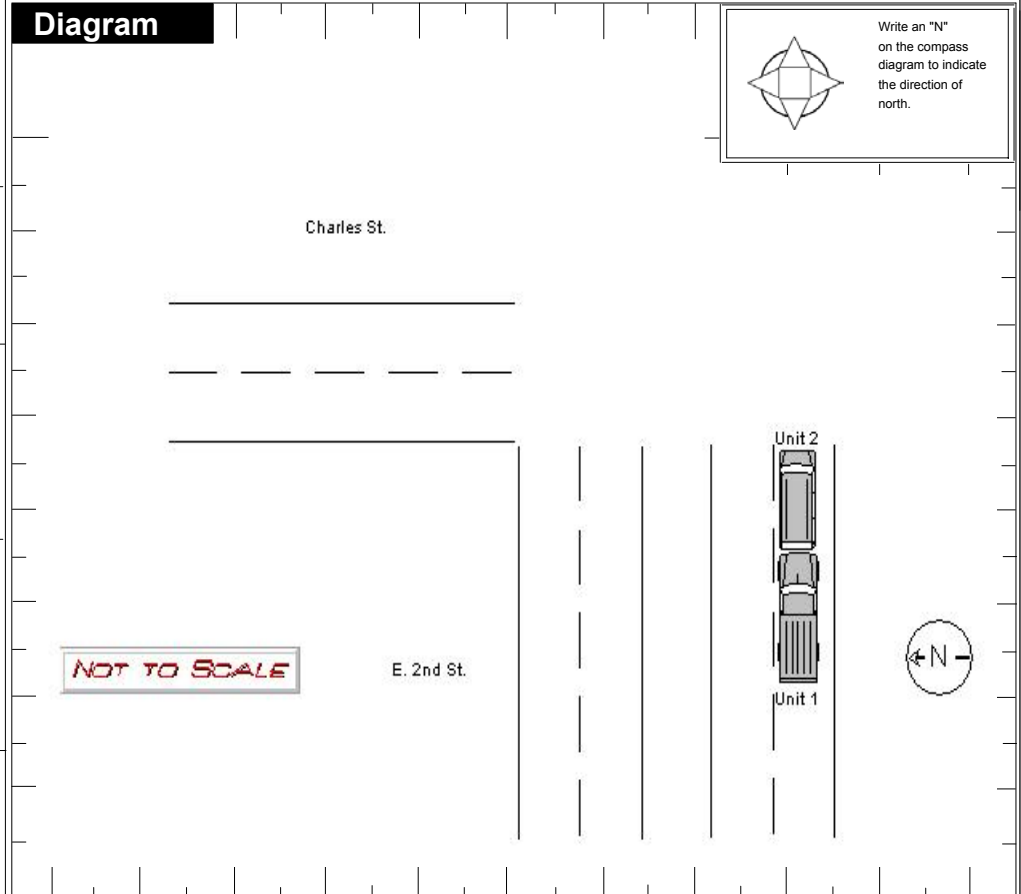 Diagram
Write an "N"
on the compass
diagram to indicate
the direction of
north.
Charles St.
Unit 2
NOT TO SCALE
E. 2nd St.
N
Unit 1